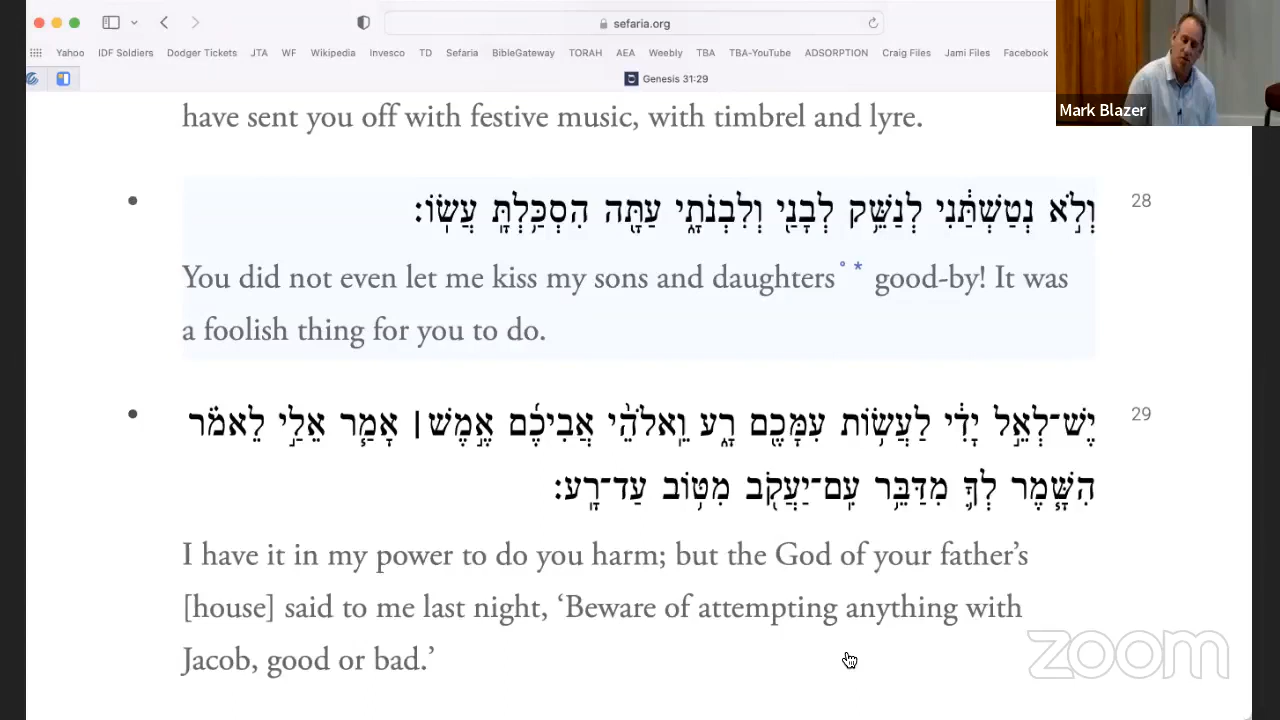 sefaria.org
Yahoo IDF Soldiers Dodger Tickets JTA WF Wikipedia Invesco TD Sefaria BibleGateway TORAH AEA Weebly TBA TBA-YouTube ADSORPTION Craig Files Jami Files Facebook
Genesis 31:29
Mark Blazer
have sent you off with festive music, with timbrel and lyre.
28
וְלֹ֣א נְטַשְׁתַּ֔נִי לְנַשֵּׁ֥ק לְבָנַ֖י וְלִבְנֹתָ֑י עַתָּ֖ה הִסְכַּ֥לְתָּֽ עֲשֽׂוֹ׃
You did not even let me kiss my sons and daughters° * good-by! It was
a foolish thing for you to do.
29
יֶשׁ־לְאֵ֣ל יָדִ֔י לַעֲשׂ֥וֹת עִמָּכֶ֖ם רָ֑ע וֵֽאלֹהֵ֨י אֲבִיכֶ֜ם אֶ֣מֶשׁ ׀ אָמַ֧ר אֵלַ֣י לֵאמֹ֗ר
הִשָּׁ֧מֶר לְךָ֛ מִדַּבֵּ֥ר עִֽם־יַעֲקֹ֖ב מִטּ֥וֹב עַד־רָֽע׃
I have it in my power to do you harm; but the God of your father’s
[house] said to me last night, ‘Beware of attempting anything with
Jacob, good or bad.’
zoom